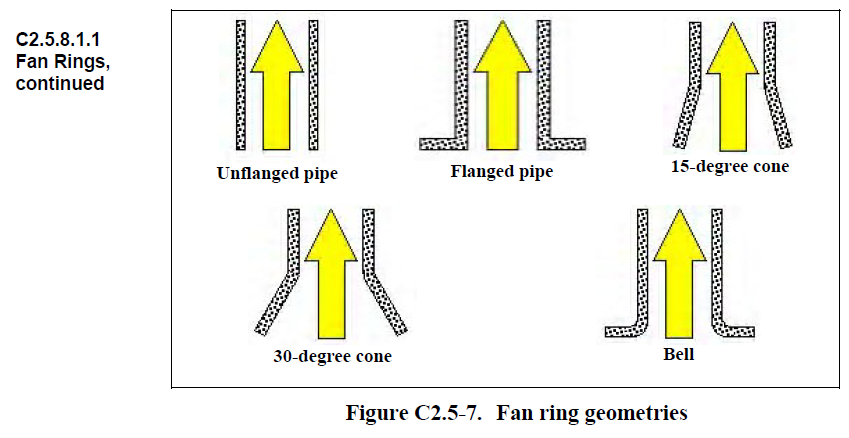 C2.5.8.1.1
Fan Rings,
continued
Unflanged pipe
Flanged pipe
15-degree cone
30-degree cone
Bell
Figure C2.5-7. Fan ring geometries